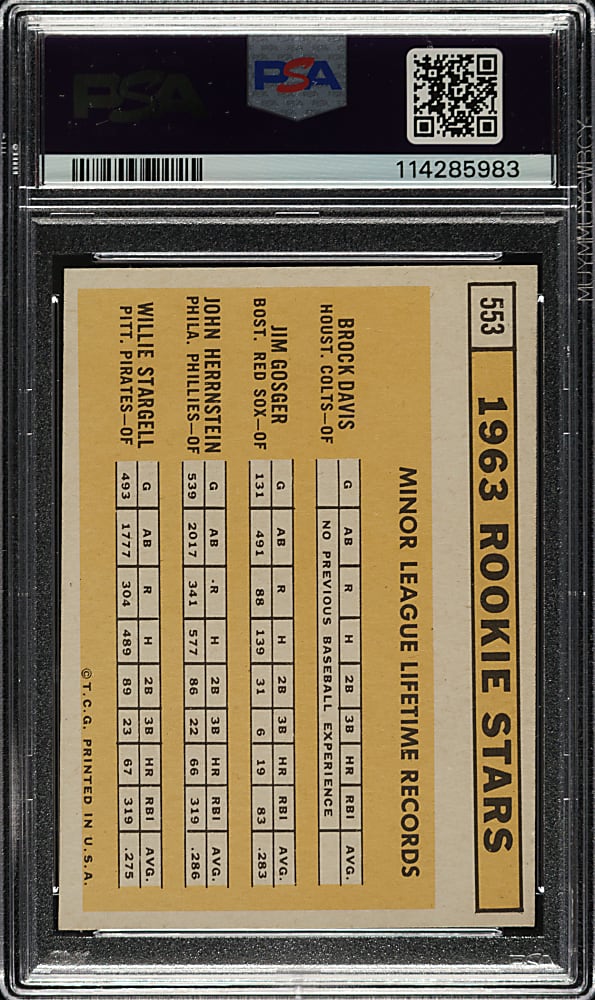 PSA
PSA
114285983
553
1963 ROOKIE STARS
MINOR LEAGUE LIFETIME RECORDS
BROCK DAVIS
HOUST. COLTS—OF
G AB R H 2B 3B HR RBI AVG.
NO PREVIOUS BASEBALL EXPERIENCE
JIM GOSGER
BOST. RED SOX—OF
G AB R H 2B 3B HR RBI AVG.
131 491 88 139 31 6 19 83 .283
JOHN HERRNSTEIN
PHILA. PHILLIES—OF
G AB R H 2B 3B HR RBI AVG.
539 2017 341 577 86 22 66 319 .286
WILLIE STARGELL
PITT. PIRATES—OF
G AB R H 2B 3B HR RBI AVG.
493 1777 304 489 89 23 67 319 .275
© T.C.G. PRINTED IN U.S.A.